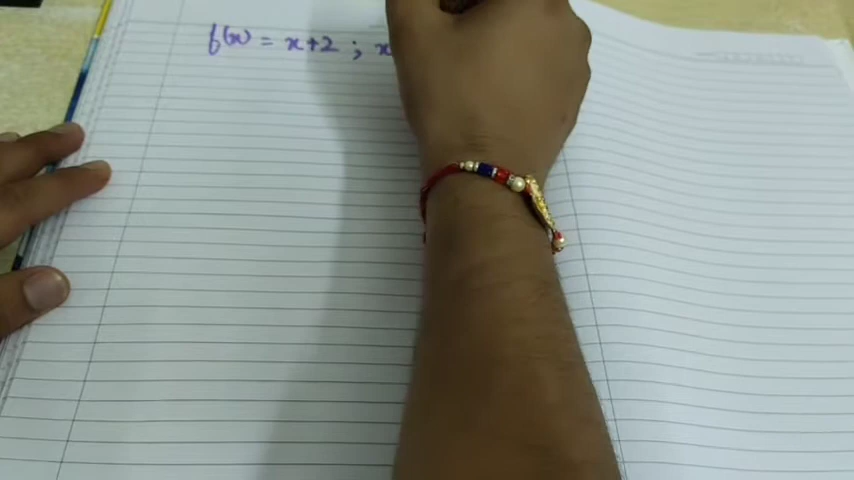 f(x) = x+2 ; x